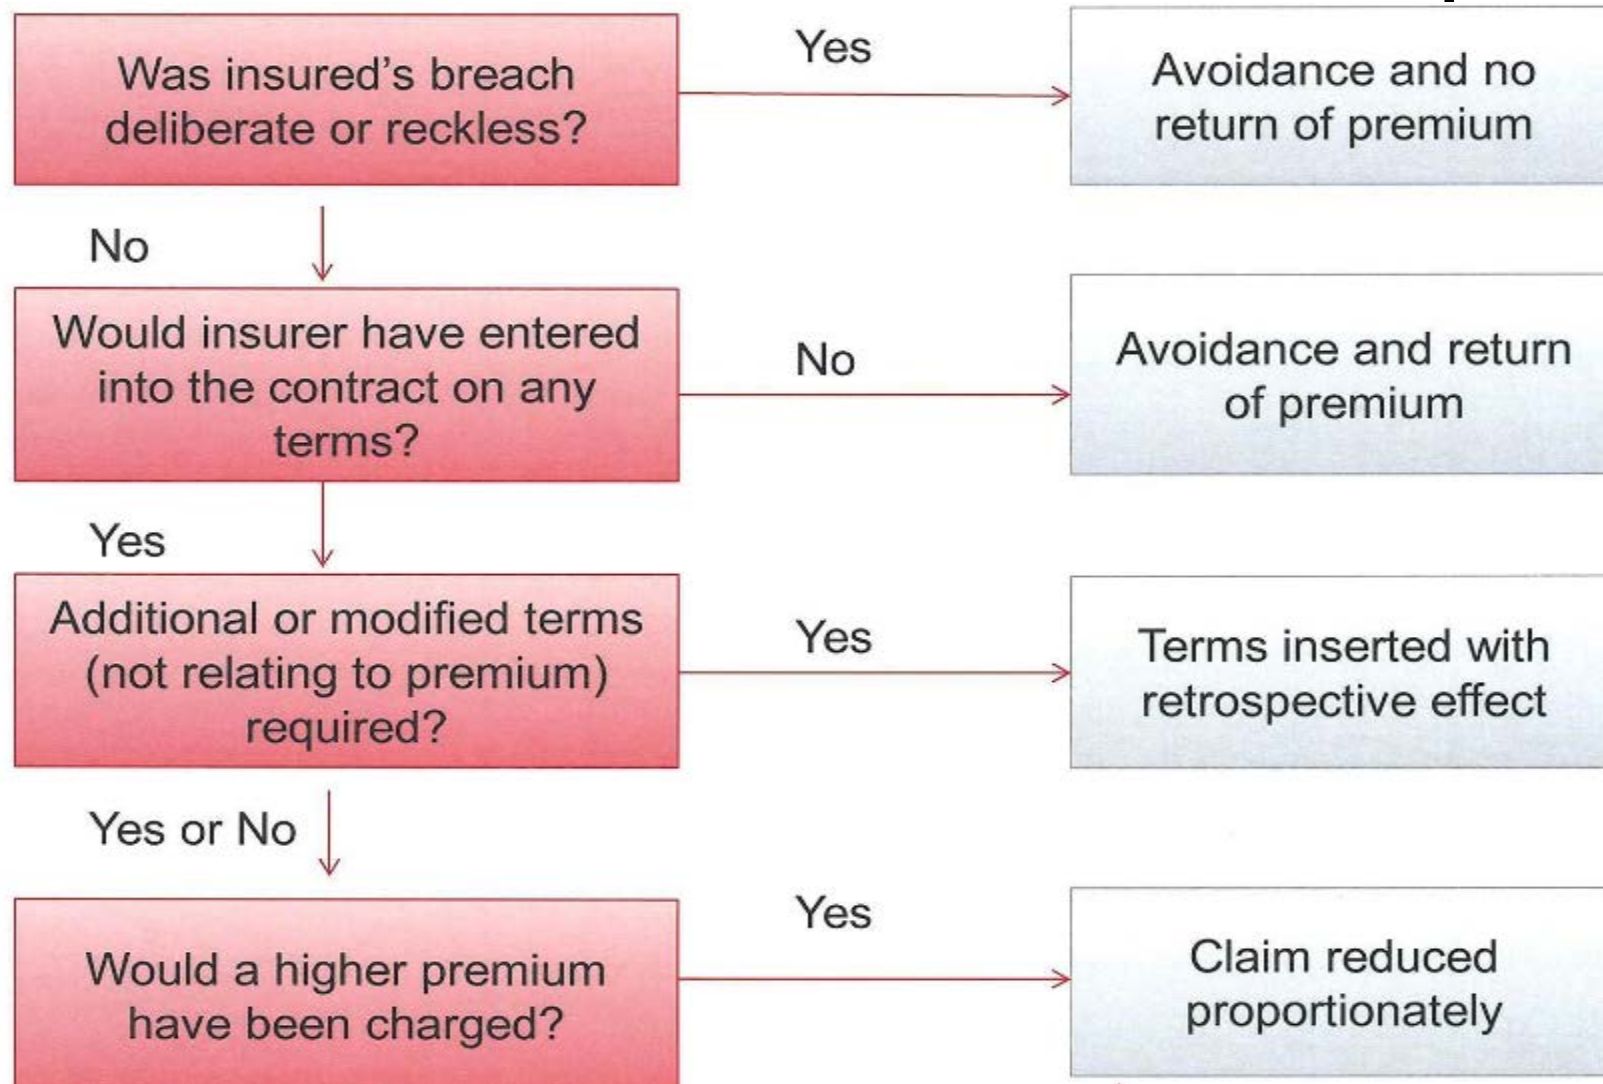 Was insured's breach
deliberate or reckless?
Yes
Avoidance and no
return of premium
No
Would insurer have entered
into the contract on any
terms?
No
Avoidance and return
of premium
Yes
Additional or modified terms
(not relating to premium)
required?
Yes
Terms inserted with
retrospective effect
Yes or No
Would a higher premium
have been charged?
Yes
Claim reduced
proportionately